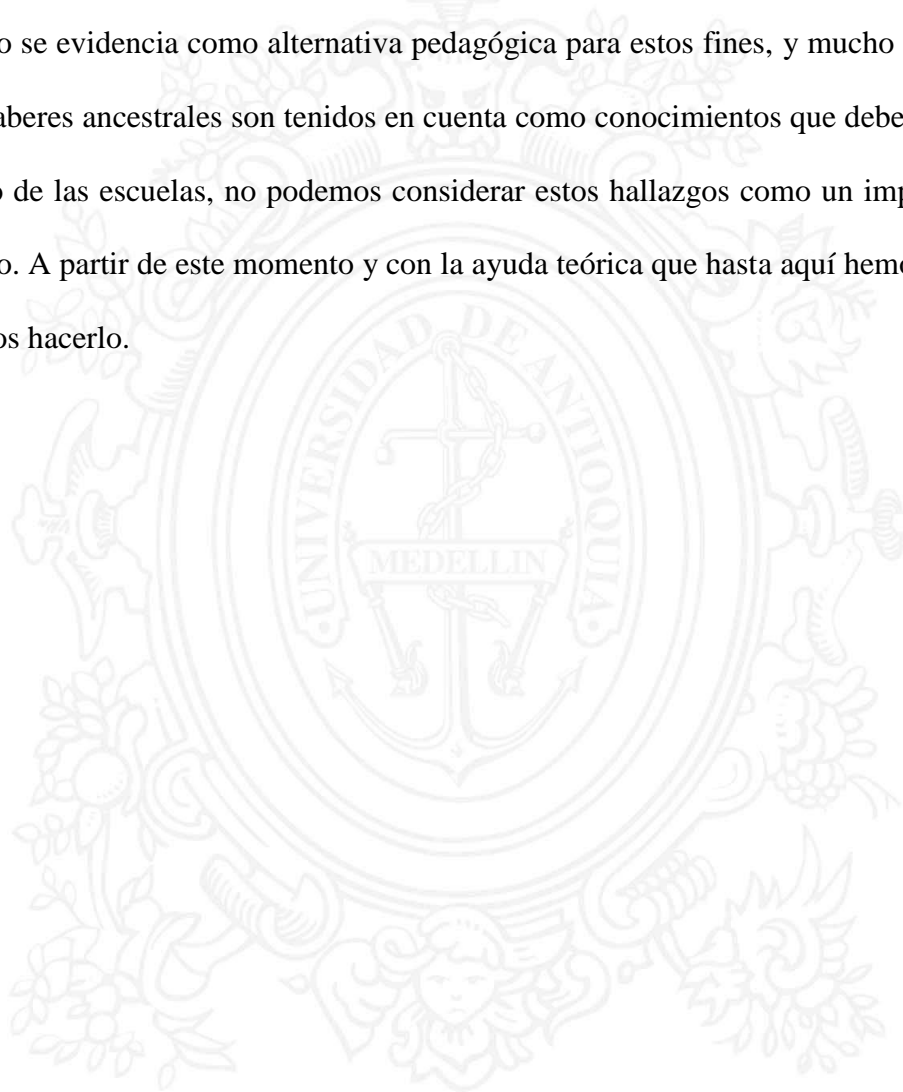 o se evidencia como alternativa pedagógica para estos fines, y mucho
aberes ancestrales son tenidos en cuenta como conocimientos que debe
o de las escuelas, no podemos considerar estos hallazgos como un imp
o. A partir de este momento y con la ayuda teórica que hasta aquí hemo
os hacerlo.
UNIVERSIDAD DE ANTIOQUIA
MEDELLIN